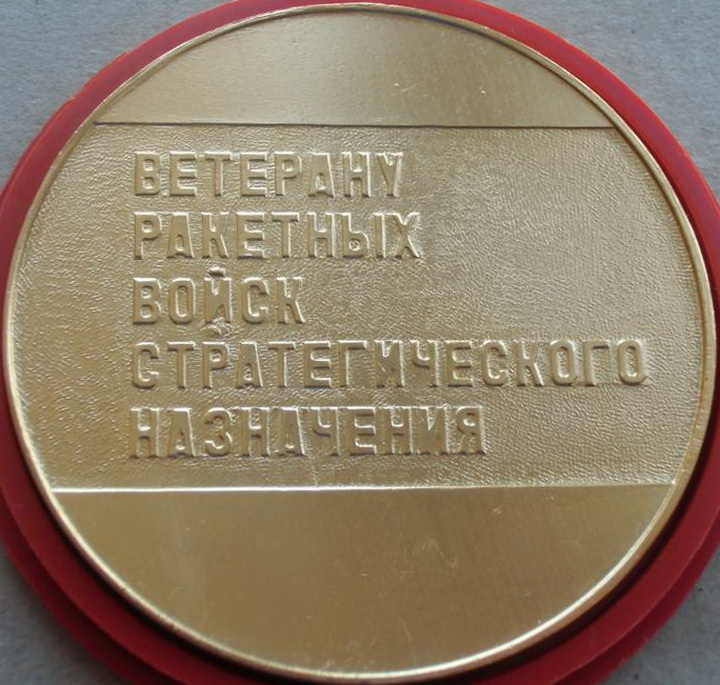 ВЕТЕРАНУ
РАКЕТНЫХ
ВОЙСК
СТРАТЕГИЧЕСКОГО
НАЗНАЧЕНИЯ